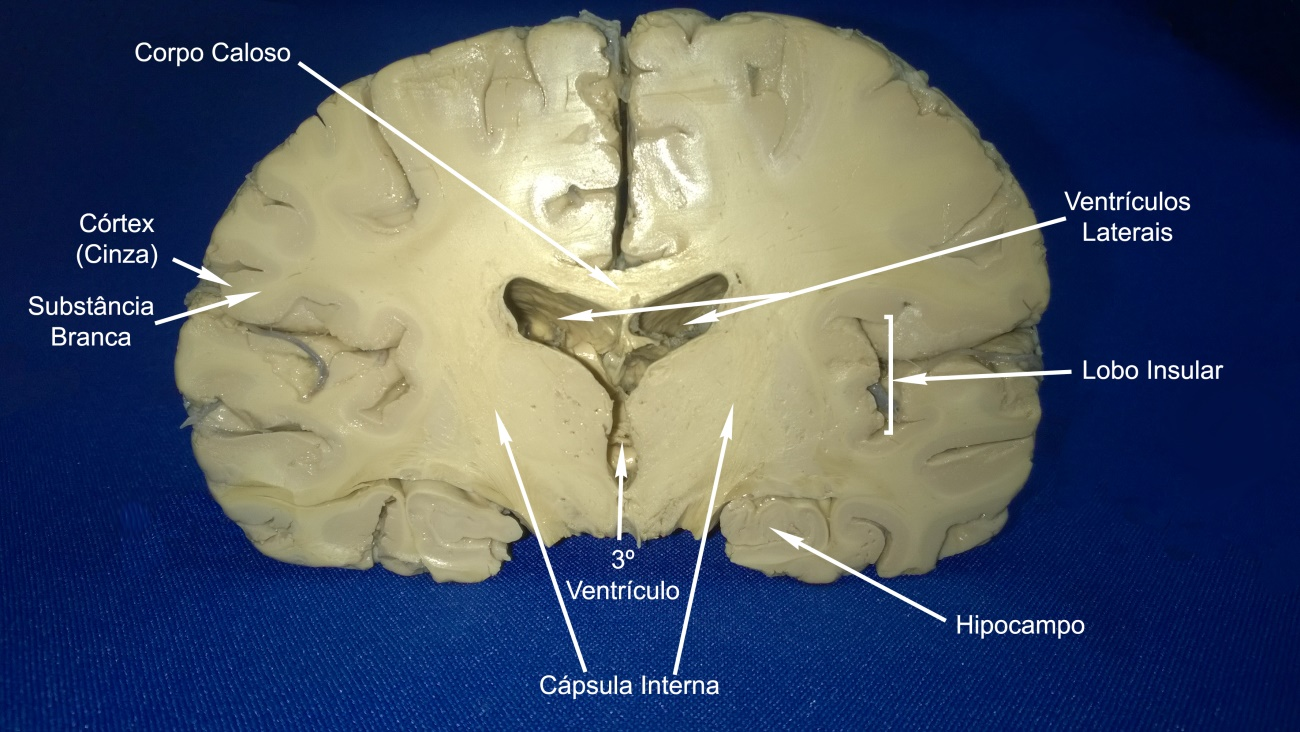 Corpo Caloso
Córtex
(Cinza)
Substância
Branca
Ventrículos
Laterais
Lobo Insular
3º
Ventrículo
Hipocampo
Cápsula Interna